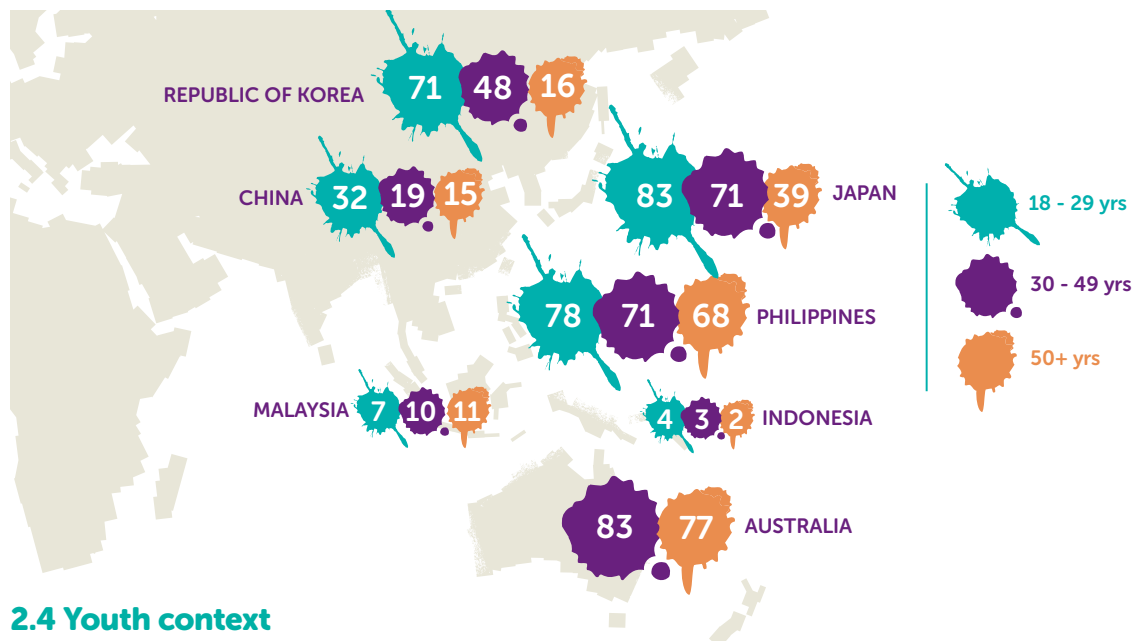 REPUBLIC OF KOREA 71 48 16
CHINA 32 19 15
83 71 39 JAPAN
18 - 29 yrs
30 - 49 yrs
50+ yrs
78 71 68 PHILIPPINES
MALAYSIA 7 10 11
4 3 2 INDONESIA
83 77 AUSTRALIA
2.4 Youth context